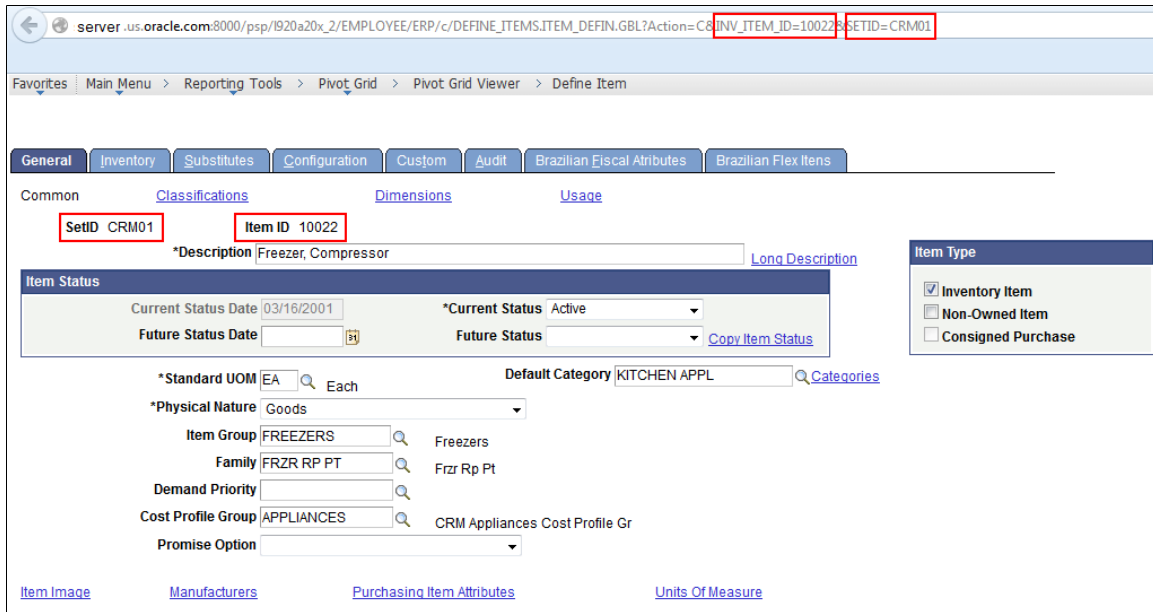 server.us.oracle.com:8000/psp/l920a20x_2/EMPLOYEE/ERP/c/DEFINE_ITEMS.ITEM_DEFIN.GBL?Action=C&INV_ITEM_ID=10022&SETID=CRM01
Favorites Main Menu > Reporting Tools > Pivot Grid > Pivot Grid Viewer > Define Item
General Inventory Substitutes Configuration Custom Audit Brazilian Fiscal Atributes Brazilian Flex Itens
Common Classifications Dimensions Usage
SetID CRM01 Item ID 10022
*Description Freezer, Compressor Long Description
Item Type
Item Status
Inventory Item
Current Status Date 03/16/2001 *Current Status Active
Non-Owned Item
Future Status Date 31 Future Status Copy Item Status
Consigned Purchase
*Standard UOM EA Each Default Category KITCHEN APPL Categories
*Physical Nature Goods
Item Group FREEZERS Freezers
Family FRZR RP PT Frzr Rp Pt
Demand Priority
Cost Profile Group APPLIANCES CRM Appliances Cost Profile Gr
Promise Option
Item Image Manufacturers Purchasing Item Attributes Units Of Measure